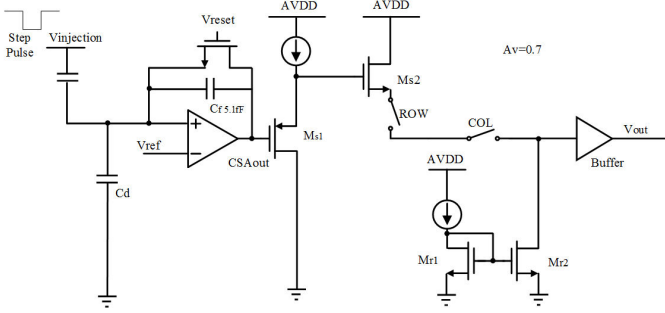 AVDD
AVDD
Vreset
Step
Pulse
Vinjection
Av=0.7
Ms2
Cf 5.1fF
ROW
COL
Ms1
Vref
CSAout
Vout
Buffer
AVDD
Cd
Mr1
Mr2